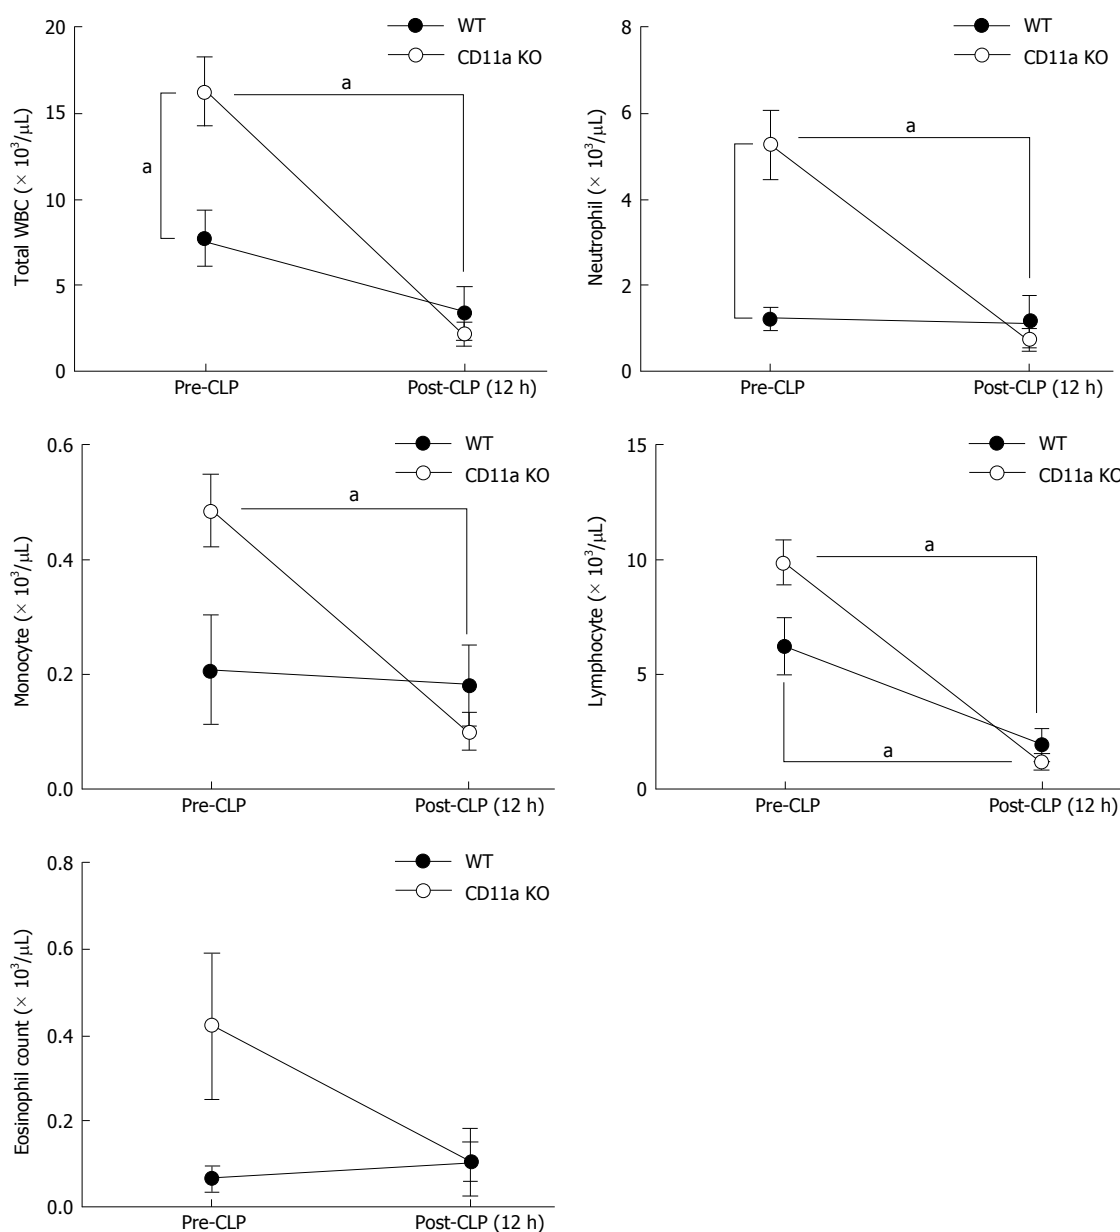 WT
CD11a KO
Total WBC (× 10³/μL)
20
15
10
5
0
a
a
Pre-CLP
Post-CLP (12 h)
WT
CD11a KO
Neutrophil (× 10³/μL)
8
6
4
2
0
a
Pre-CLP
Post-CLP (12 h)
WT
CD11a KO
Monocyte (× 10³/μL)
0.6
0.4
0.2
0.0
a
Pre-CLP
Post-CLP (12 h)
WT
CD11a KO
Lymphocyte (× 10³/μL)
15
10
5
0
a
a
Pre-CLP
Post-CLP (12 h)
WT
CD11a KO
Eosinophil count (× 10³/μL)
0.8
0.6
0.4
0.2
0.0
Pre-CLP
Post-CLP (12 h)